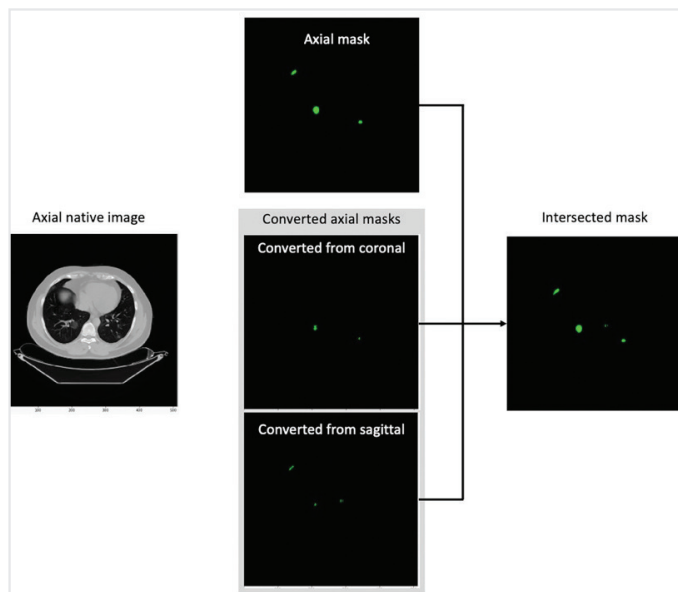 Axial mask
Axial native image
Converted axial masks
Intersected mask
Converted from coronal
Converted from sagittal